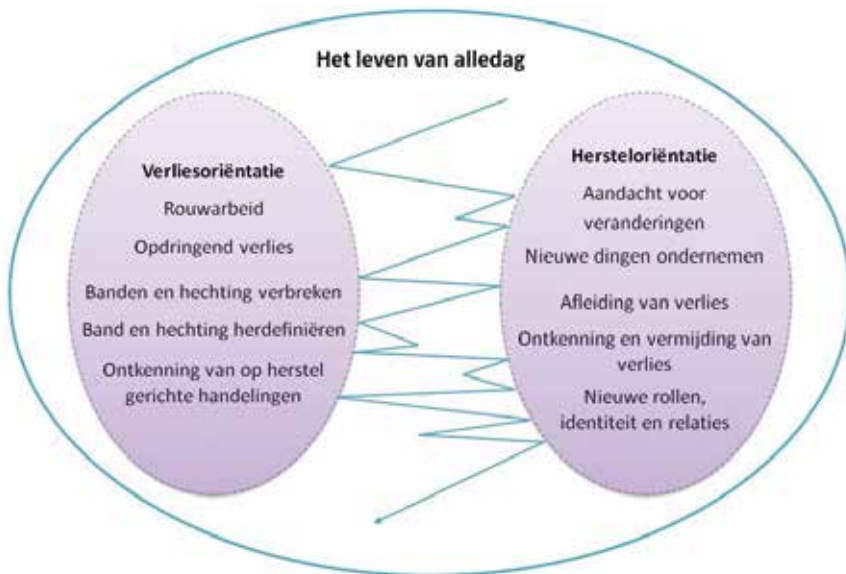 Het leven van alledag
Verliesoriëntatie
Rouwarbeid
Opdringend verlies
Banden en hechting verbreken
Band en hechting herdefiniëren
Ontkenning van op herstel
gerichte handelingen
Hersteloriëntatie
Aandacht voor
veranderingen
Nieuwe dingen ondernemen
Afleiding van verlies
Ontkenning en vermijding van
verlies
Nieuwe rollen,
identiteit en relaties